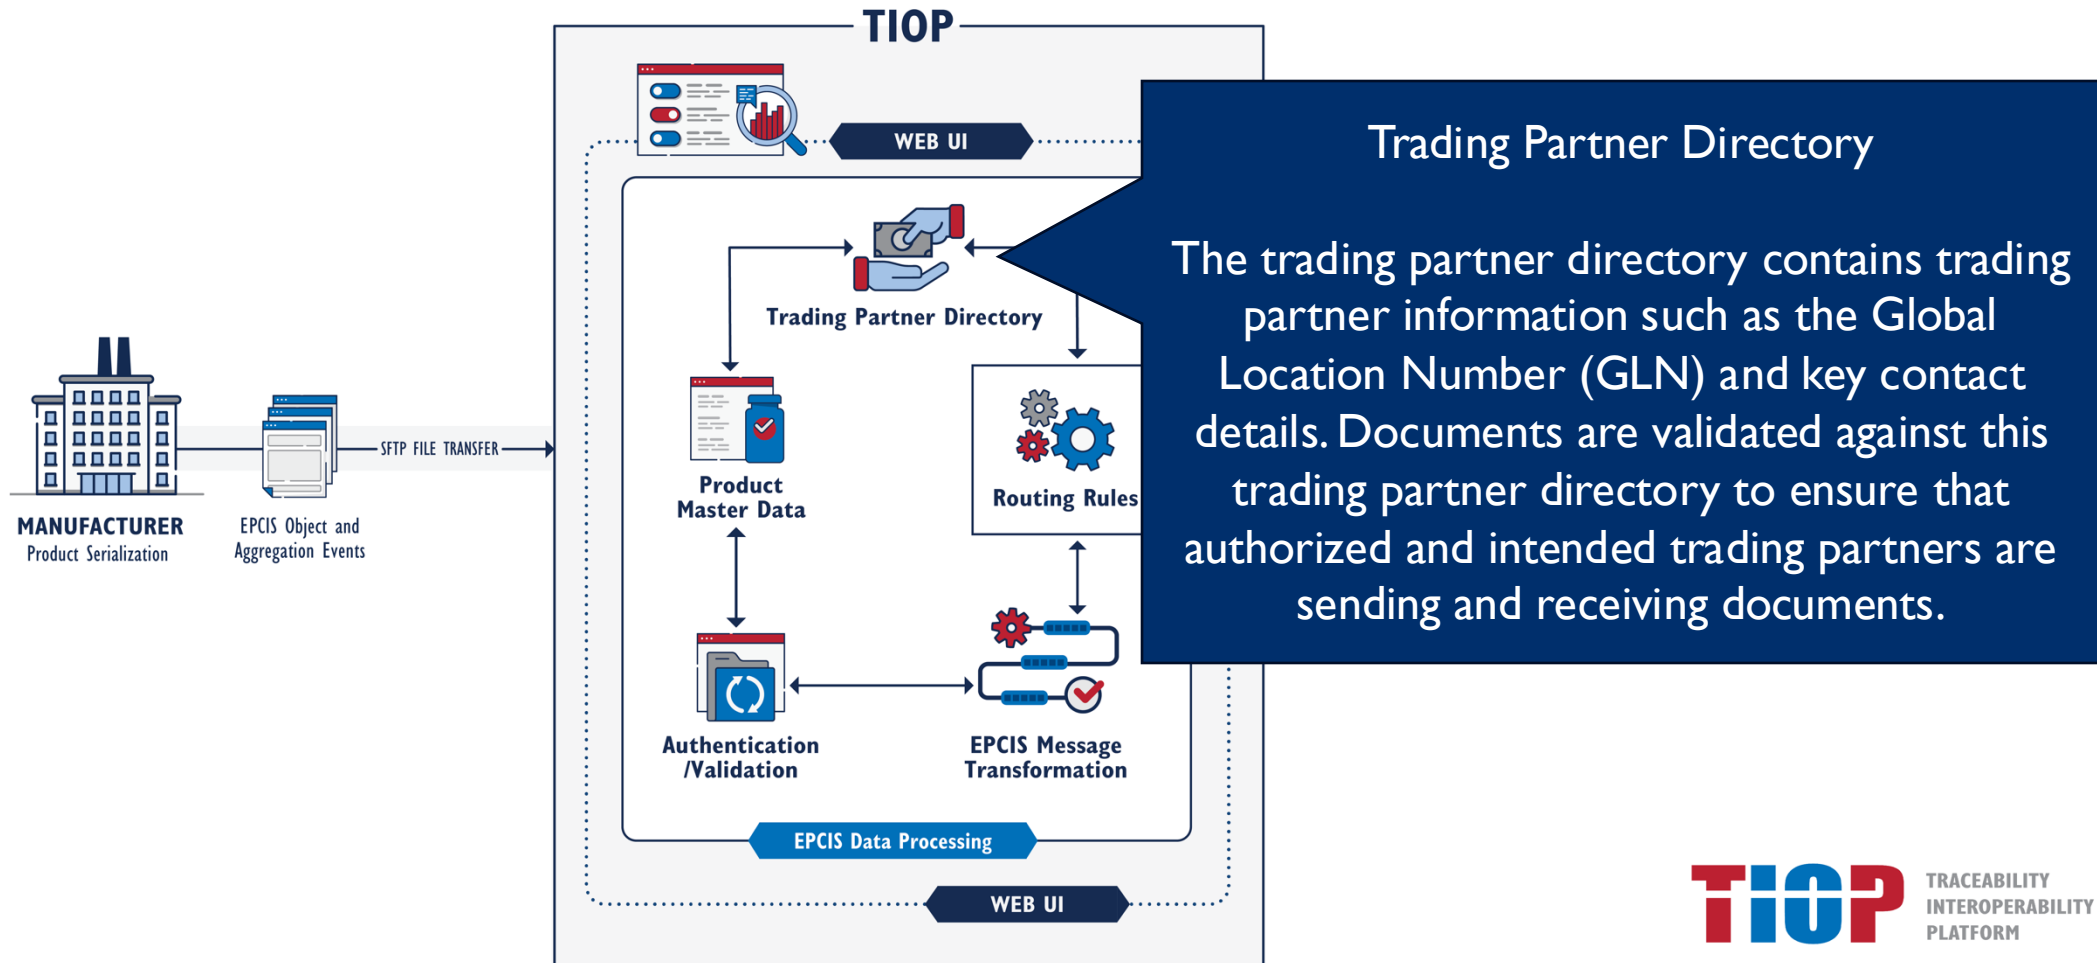 TIOP
WEB UI
Trading Partner Directory
The trading partner directory contains trading
partner information such as the Global
Location Number (GLN) and key contact
details. Documents are validated against this
trading partner directory to ensure that
authorized and intended trading partners are
sending and receiving documents.
Trading Partner Directory
SFTP FILE TRANSFER
MANUFACTURER
Product Serialization
EPCIS Object and
Aggregation Events
Product
Master Data
Routing Rules
Authentication
/Validation
EPCIS Message
Transformation
EPCIS Data Processing
WEB UI
TIOP
TRACEABILITY
INTEROPERABILITY
PLATFORM